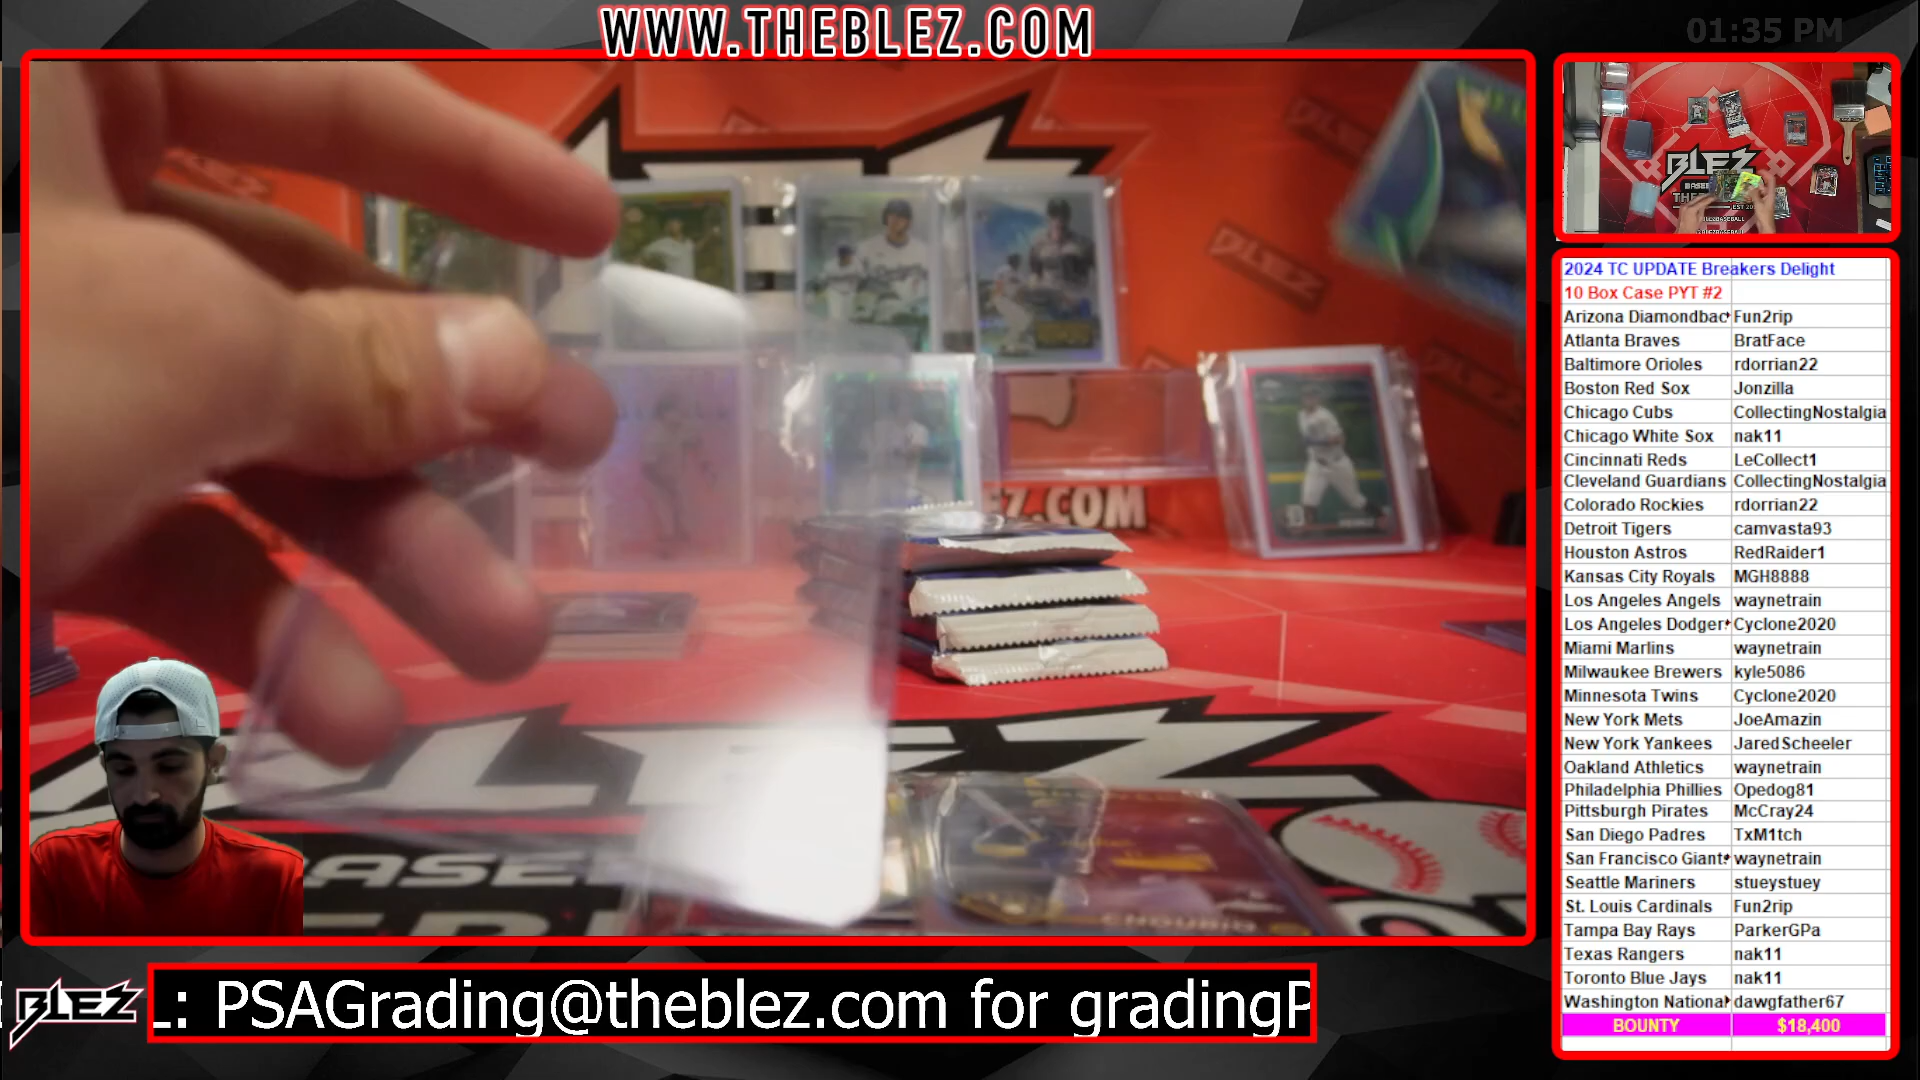 WWW.THEBLEZ.COM
01:35 PM
BLEZ
2024 TC UPDATE Breakers Delight
10 Box Case PYT #2
Arizona Diamondbac Fun2rip
Atlanta Braves BratFace
Baltimore Orioles rdorrian22
Boston Red Sox Jonzilla
Chicago Cubs CollectingNostalgia
Chicago White Sox nak11
Cincinnati Reds LeCollect1
Cleveland Guardians CollectingNostalgia
Colorado Rockies rdorrian22
Detroit Tigers camvasta93
Houston Astros RedRaider1
Kansas City Royals MGH8888
Los Angeles Angels waynetrain
Los Angeles Dodger Cyclone2020
Miami Marlins waynetrain
Milwaukee Brewers kyle5086
Minnesota Twins Cyclone2020
New York Mets JoeAmazin
New York Yankees JaredScheeler
Oakland Athletics waynetrain
Philadelphia Phillies Opedog81
Pittsburgh Pirates McCray24
San Diego Padres TxM1tch
San Francisco Giant waynetrain
Seattle Mariners stueystuey
St. Louis Cardinals Fun2rip
Tampa Bay Rays ParkerGPa
Texas Rangers nak11
Toronto Blue Jays nak11
Washington National dawgfather67
BOUNTY $18,400
BLEZ
EZ.COM
CHOURIO
BLEZ
: PSAGrading@theblez.com for gradingP